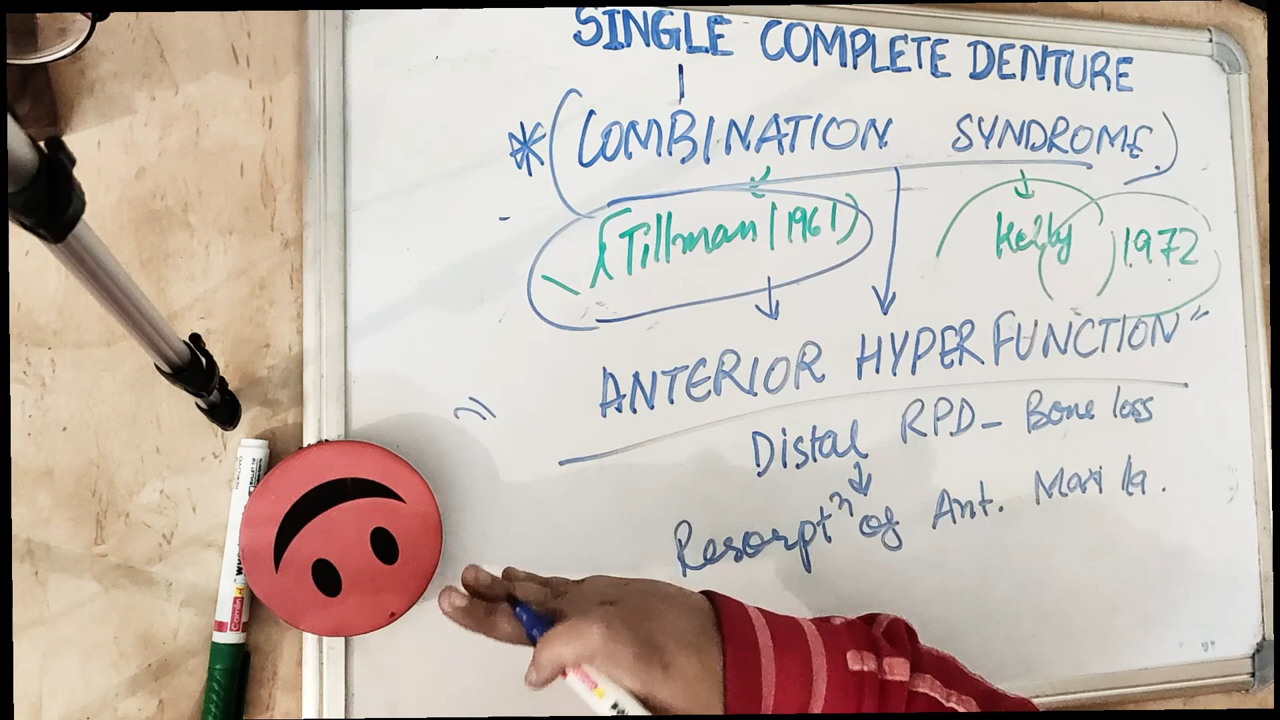 SINGLE COMPLETE DENTURE
* (COMBINATION SYNDROME)
(Tillman (1961) Kelly 1972
ANTERIOR HYPERFUNCTION"
Distal RPD - Bone loss
Resorptⁿ of Ant. Maxilla.
Camlin